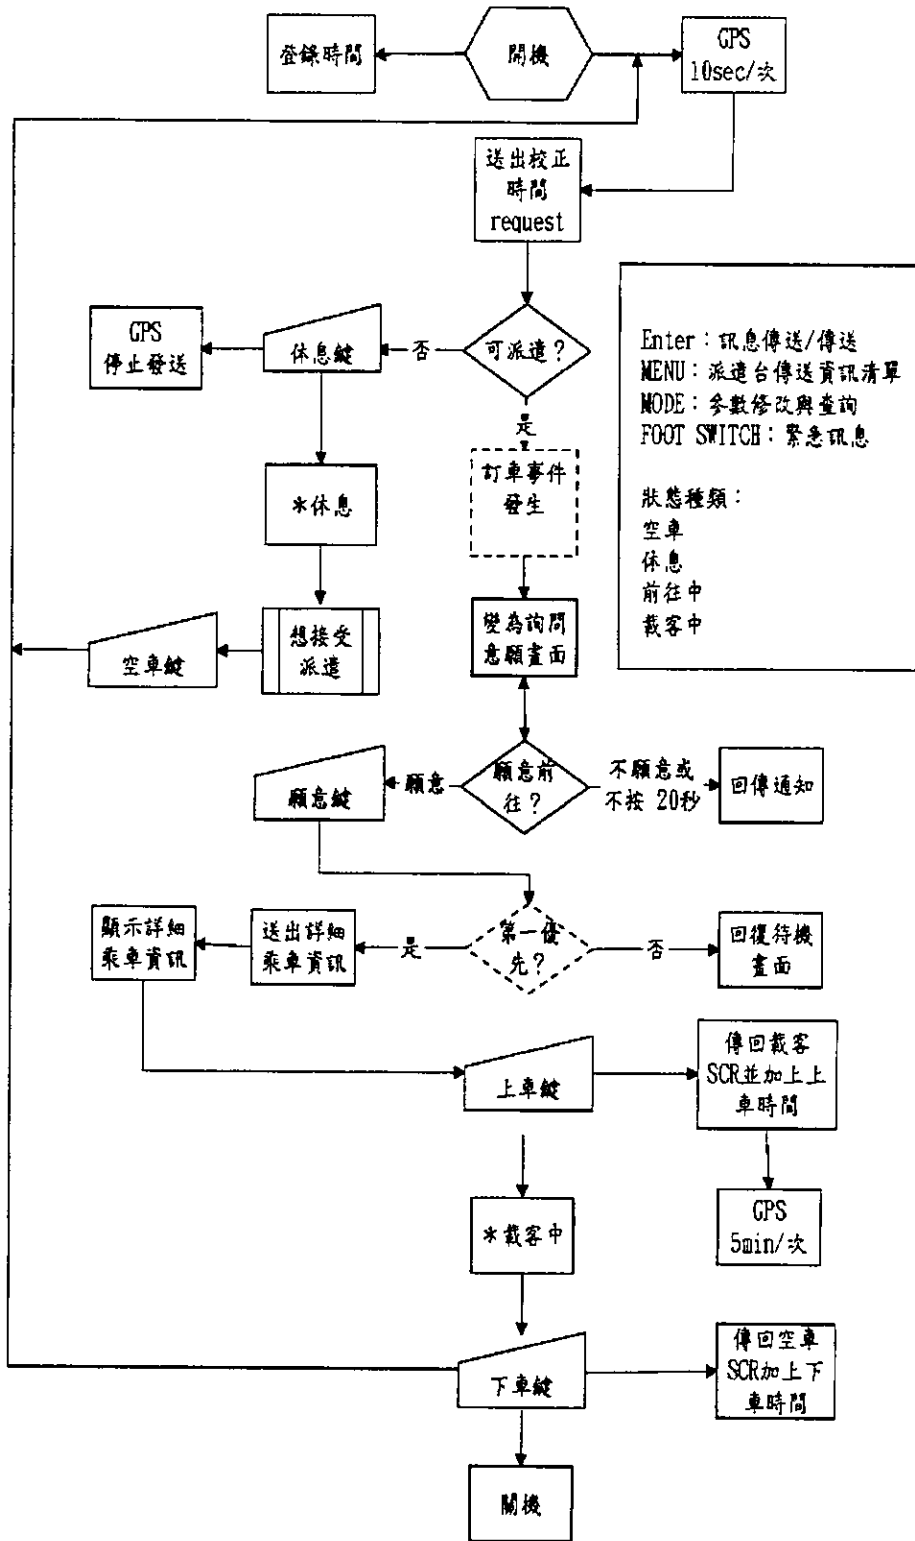 登錄時間
開機
GPS
10sec/次
送出校正
時間
request
GPS
停止發送
休息鍵
否
可派遣？
是
Enter：訊息傳送/傳送
MENU：派遣台傳送資訊清單
MODE：參數修改與查詢
FOOT SWITCH：緊急訊息
狀態種類：
空車
休息
前往中
載客中
訂車事件
發生
*休息
變為詢問
意願畫面
想接受
派遣
空車鍵
願意鍵
願意
願意前
往？
不願意或
不按 20秒
回傳通知
顯示詳細
乘車資訊
送出詳細
乘車資訊
是
第一優
先？
否
回復待機
畫面
上車鍵
傳回載客
SCR並加上上
車時間
*載客中
GPS
5min/次
下車鍵
傳回空車
SCR加上下
車時間
關機